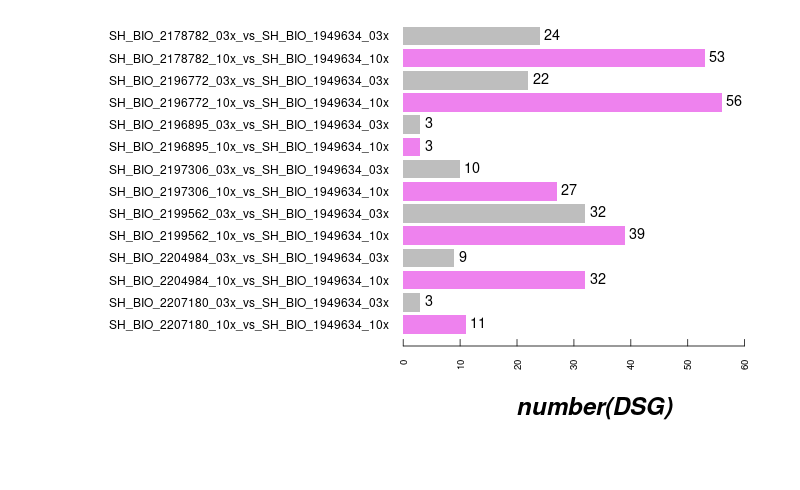 SH_BIO_2178782_03x_vs_SH_BIO_1949634_03x 24
SH_BIO_2178782_10x_vs_SH_BIO_1949634_10x 53
SH_BIO_2196772_03x_vs_SH_BIO_1949634_03x 22
SH_BIO_2196772_10x_vs_SH_BIO_1949634_10x 56
SH_BIO_2196895_03x_vs_SH_BIO_1949634_03x 3
SH_BIO_2196895_10x_vs_SH_BIO_1949634_10x 3
SH_BIO_2197306_03x_vs_SH_BIO_1949634_03x 10
SH_BIO_2197306_10x_vs_SH_BIO_1949634_10x 27
SH_BIO_2199562_03x_vs_SH_BIO_1949634_03x 32
SH_BIO_2199562_10x_vs_SH_BIO_1949634_10x 39
SH_BIO_2204984_03x_vs_SH_BIO_1949634_03x 9
SH_BIO_2204984_10x_vs_SH_BIO_1949634_10x 32
SH_BIO_2207180_03x_vs_SH_BIO_1949634_03x 3
SH_BIO_2207180_10x_vs_SH_BIO_1949634_10x 11
0 10 20 30 40 50 60
number(DSG)